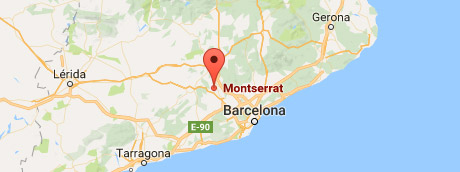 Gerona
Lérida
Montserrat
Barcelona
E-90
Tarragona